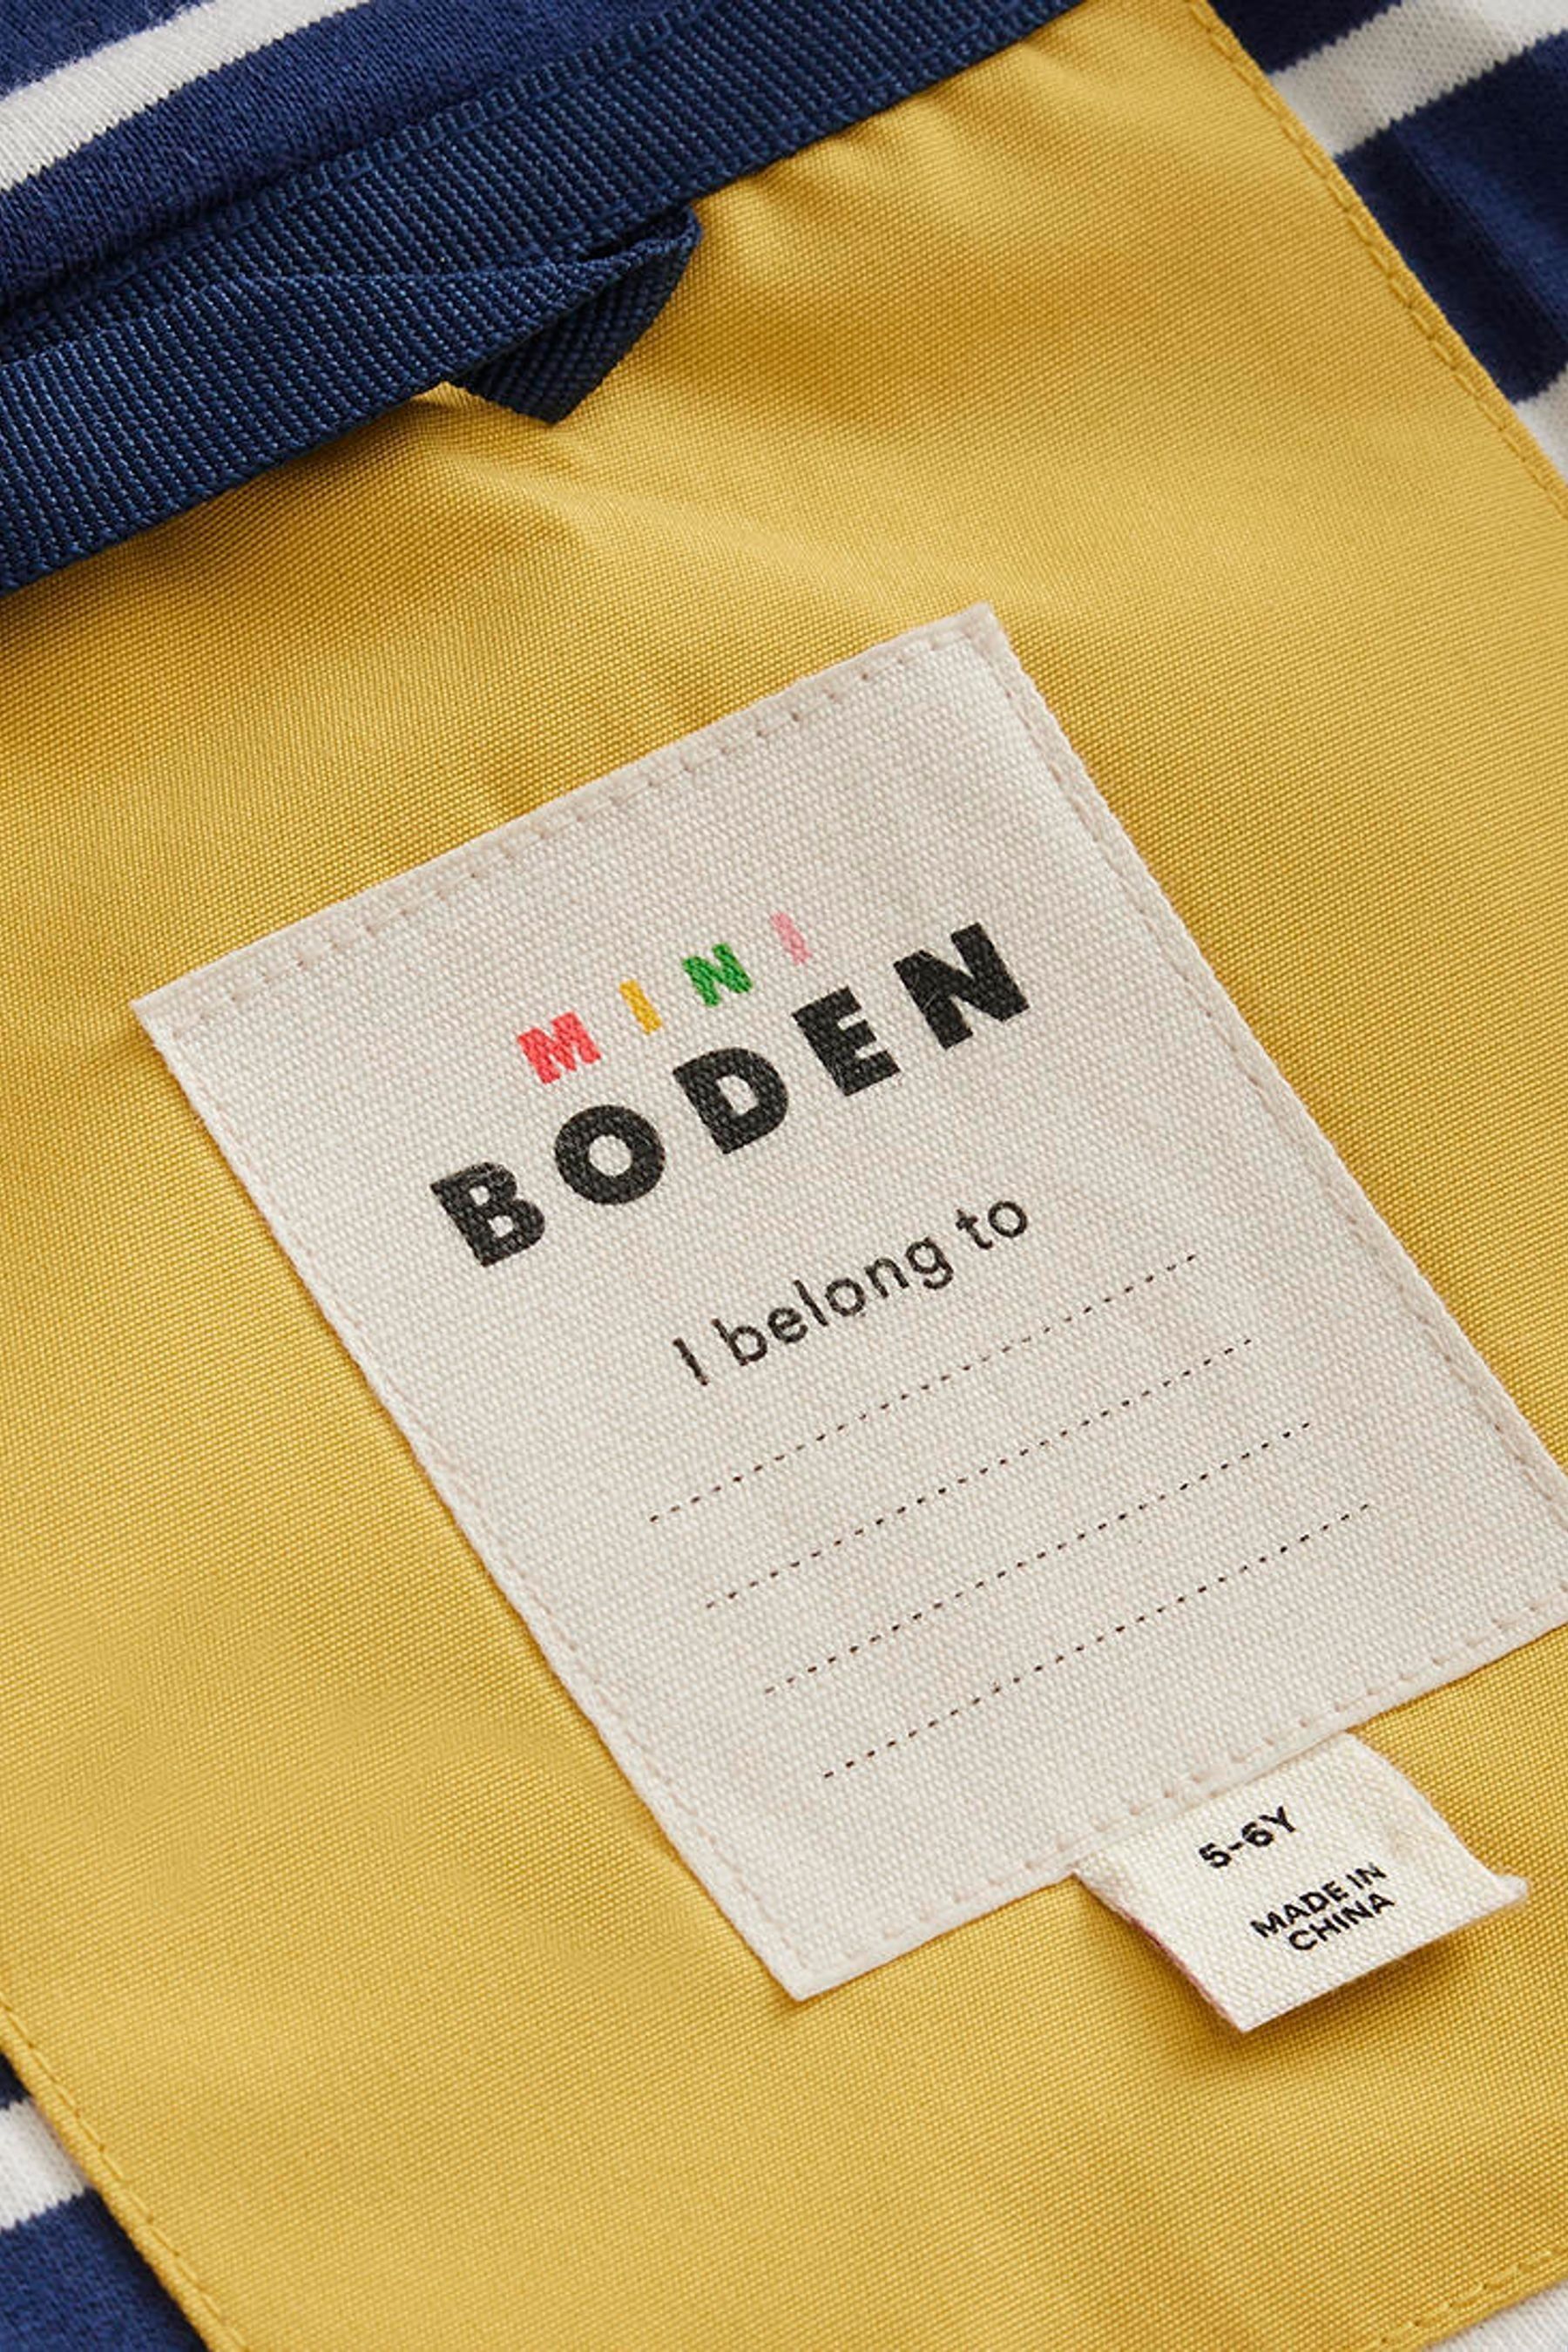 MINI
BODEN
I belong to
5-6Y
MADE IN
CHINA